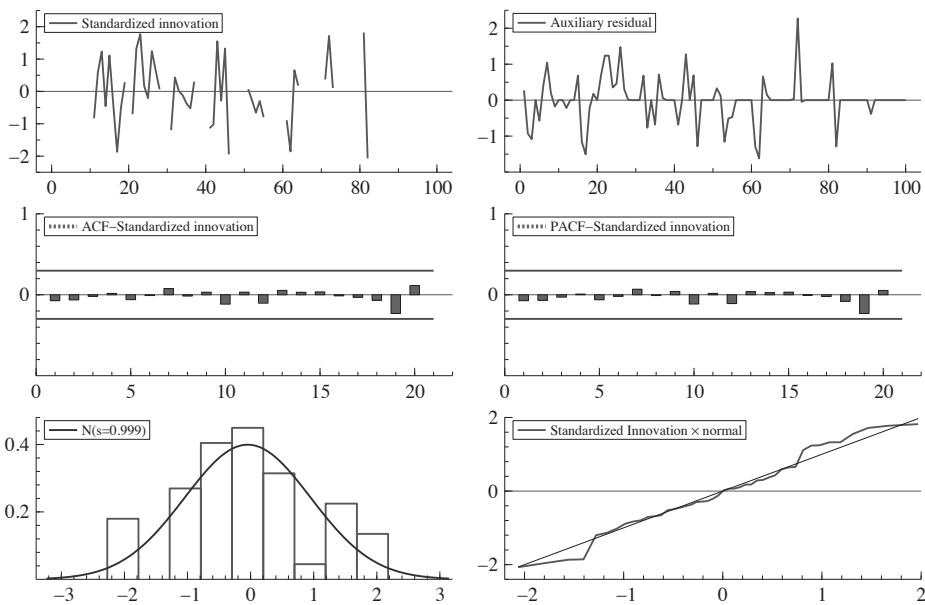 Standardized innovation
2
1
0
−1
−2
0 20 40 60 80 100
Auxiliary residual
2
1
0
−1
0 20 40 60 80 100
ACF−Standardized innovation
1
0
0 5 10 15 20
PACF−Standardized innovation
1
0
0 5 10 15 20
N(s=0.999)
0.4
0.2
−3 −2 −1 0 1 2 3
Standardized Innovation × normal
2
0
−2
−2 −1 0 1 2